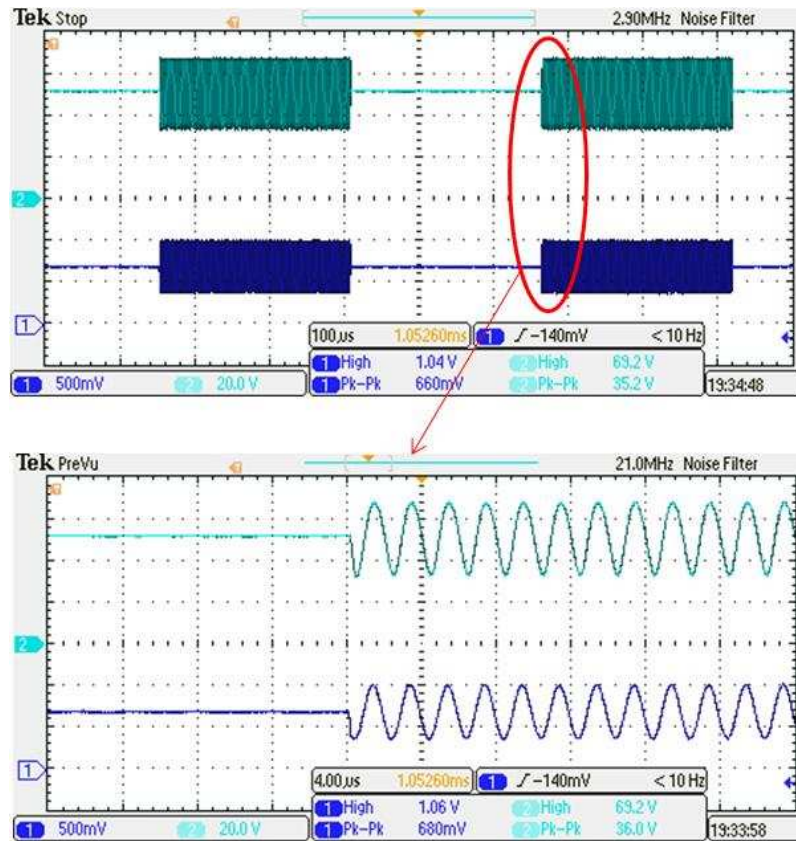 Tek Stop 2.90MHz Noise Filter
2
1
100µs 1.05260ms 1 ∫ −140mV < 10 Hz
1 High 1.04 V 2 High 69.2 V
1 Pk−Pk 660mV 2 Pk−Pk 35.2 V
1 500mV 2 20.0 V 19:34:48
Tek PreVu 21.0MHz Noise Filter
2
1
4.00µs 1.05260ms 1 ∫ −140mV < 10 Hz
1 High 1.06 V 2 High 69.2 V
1 Pk−Pk 680mV 2 Pk−Pk 36.0 V
1 500mV 2 20.0 V 19:33:58